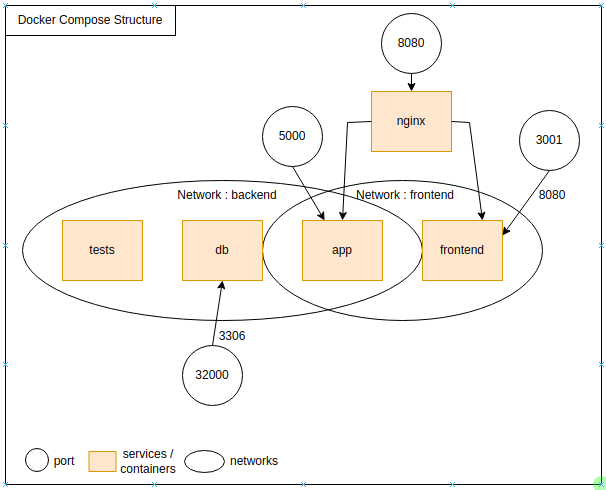 Docker Compose Structure
8080
nginx
5000
3001
8080
Network : backend
Network : frontend
tests
db
app
frontend
3306
32000
port
services /
containers
networks